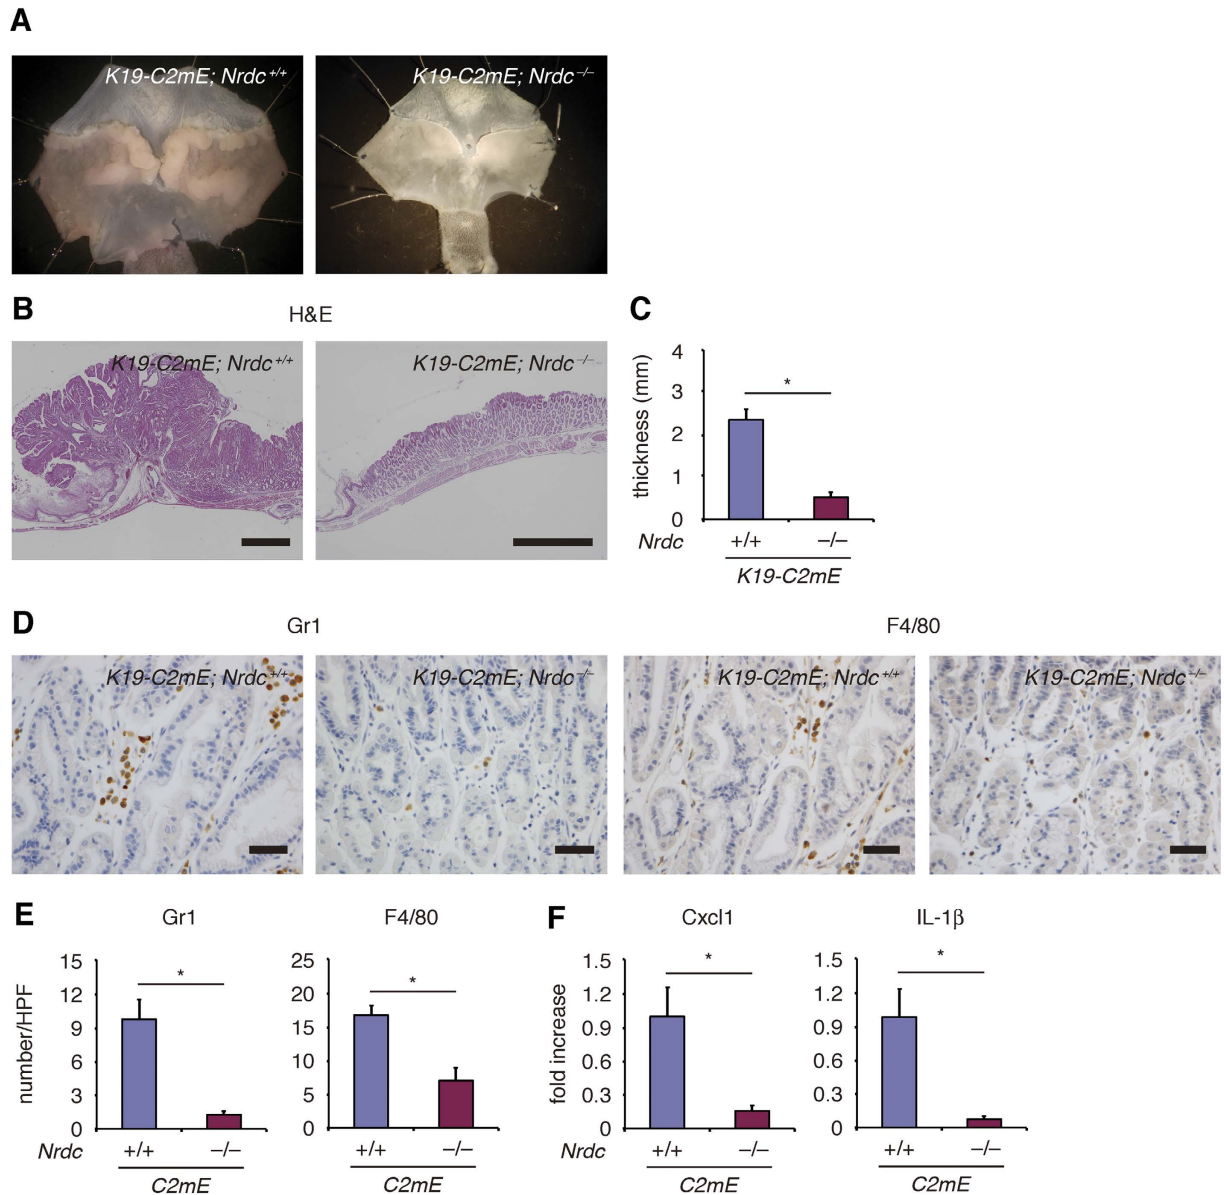 A
K19-C2mE; Nrdc+/+
K19-C2mE; Nrdc–/–
B
H&E
K19-C2mE; Nrdc+/+
K19-C2mE; Nrdc–/–
C
thickness (mm)
4
3
2
1
0
*
Nrdc +/+ –/–
K19-C2mE
D
Gr1
F4/80
K19-C2mE; Nrdc+/+
K19-C2mE; Nrdc–/–
K19-C2mE; Nrdc+/+
K19-C2mE; Nrdc–/–
E
Gr1
number/HPF
15
12
9
6
3
0
*
Nrdc +/+ –/–
C2mE
F4/80
25
20
15
10
5
0
*
+/+ –/–
C2mE
F
Cxcl1
fold increase
1.5
1.2
0.9
0.6
0.3
0
*
Nrdc +/+ –/–
C2mE
IL-1β
1.5
1.2
0.9
0.6
0.3
0
*
+/+ –/–
C2mE